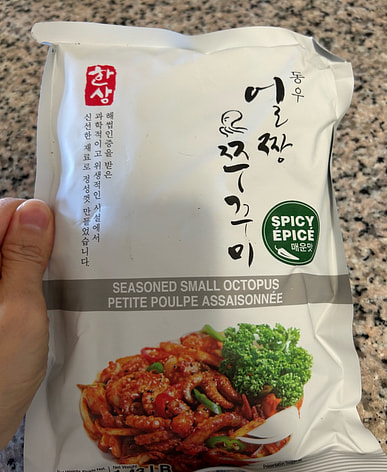 한상
동우
얼짱
쭈꾸미
해썹인증을 받은
과학적이고 위생적인 시설에서
신선한 재료로 정성껏 만들었습니다.
SPICY
ÉPICÉ
매운맛
SEASONED SMALL OCTOPUS
PETITE POULPE ASSAISONNÉE